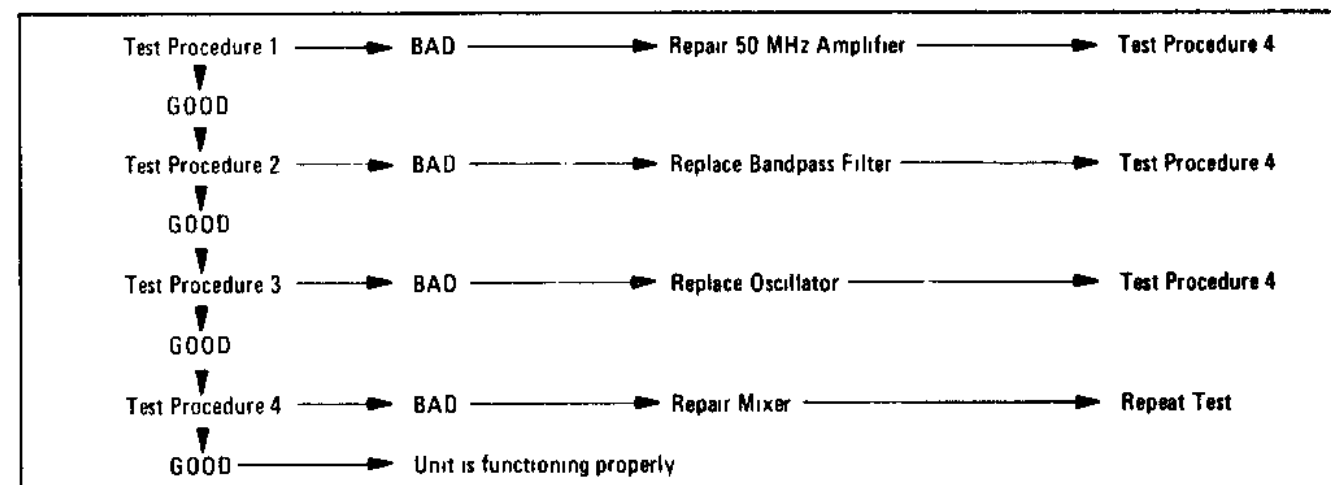 Test Procedure 1 BAD Repair 50 MHz Amplifier Test Procedure 4
GOOD
Test Procedure 2 BAD Replace Bandpass Filter Test Procedure 4
GOOD
Test Procedure 3 BAD Replace Oscillator Test Procedure 4
GOOD
Test Procedure 4 BAD Repair Mixer Repeat Test
GOOD Unit is functioning properly